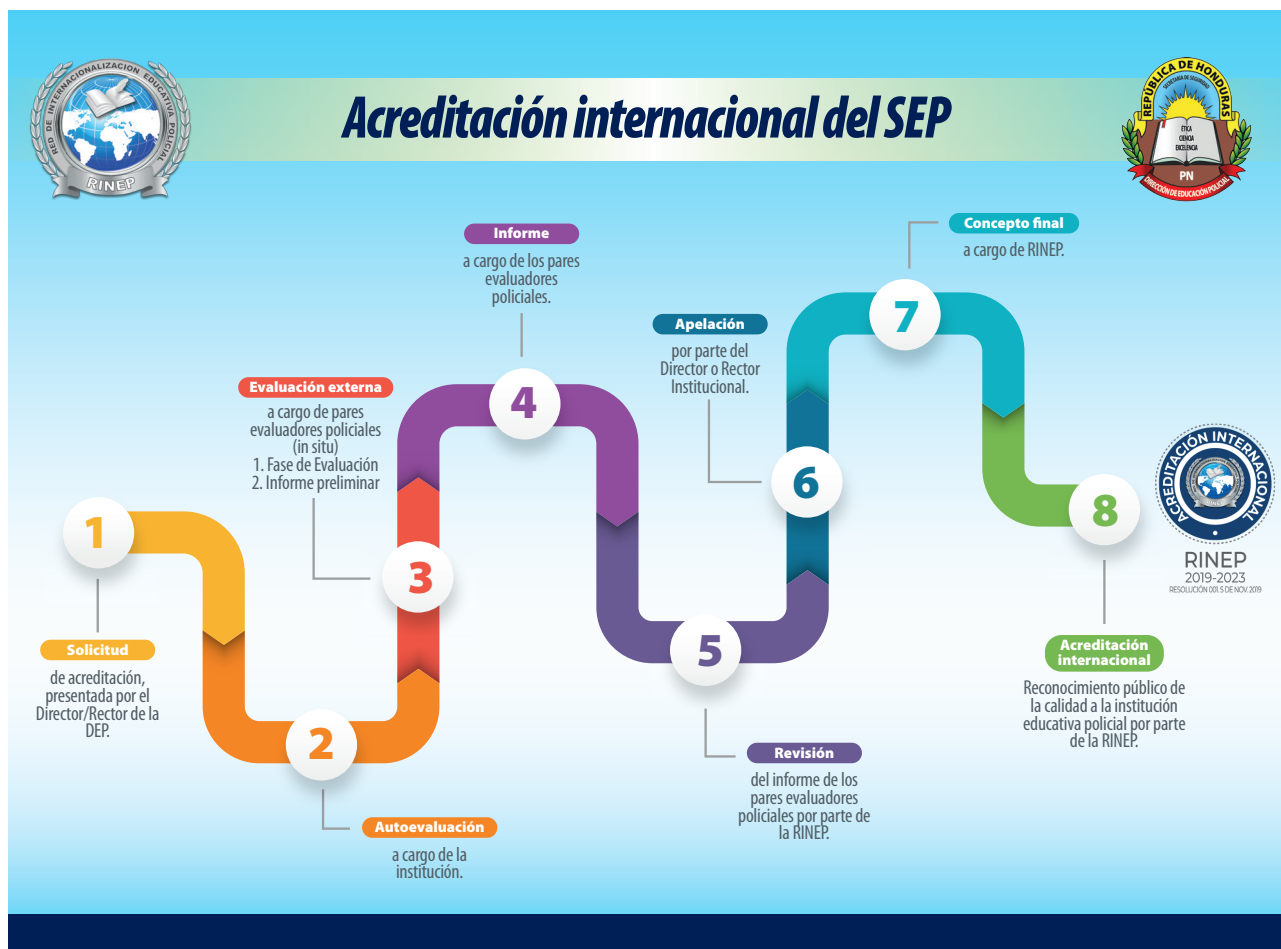 RED DE INTERNACIONALIZACION EDUCATIVA POLICIAL
RINEP
Acreditación internacional del SEP
REPÚBLICA DE HONDURAS
SECRETARÍA DE SEGURIDAD
ÉTICA
CIENCIA
EXCELENCIA
PN
DIRECCIÓN DE EDUCACIÓN POLICIAL
1
Solicitud
de acreditación,
presentada por el
Director/Rector de la
DEP.
2
Autoevaluación
a cargo de la
institución.
3
Evaluación externa
a cargo de pares
evaluadores policiales
(in situ)
1. Fase de Evaluación
2. Informe preliminar
4
Informe
a cargo de los pares
evaluadores
policiales.
5
Revisión
del informe de los
pares evaluadores
policiales por parte de
la RINEP.
6
Apelación
por parte del
Director o Rector
Institucional.
7
Concepto final
a cargo de RINEP.
8
Acreditación
internacional
Reconocimiento público de
la calidad a la institución
educativa policial por parte
de la RINEP.
ACREDITACIÓN INTERNACIONAL
RINEP
2019-2023
RESOLUCIÓN 001.5 DE NOV. 2019